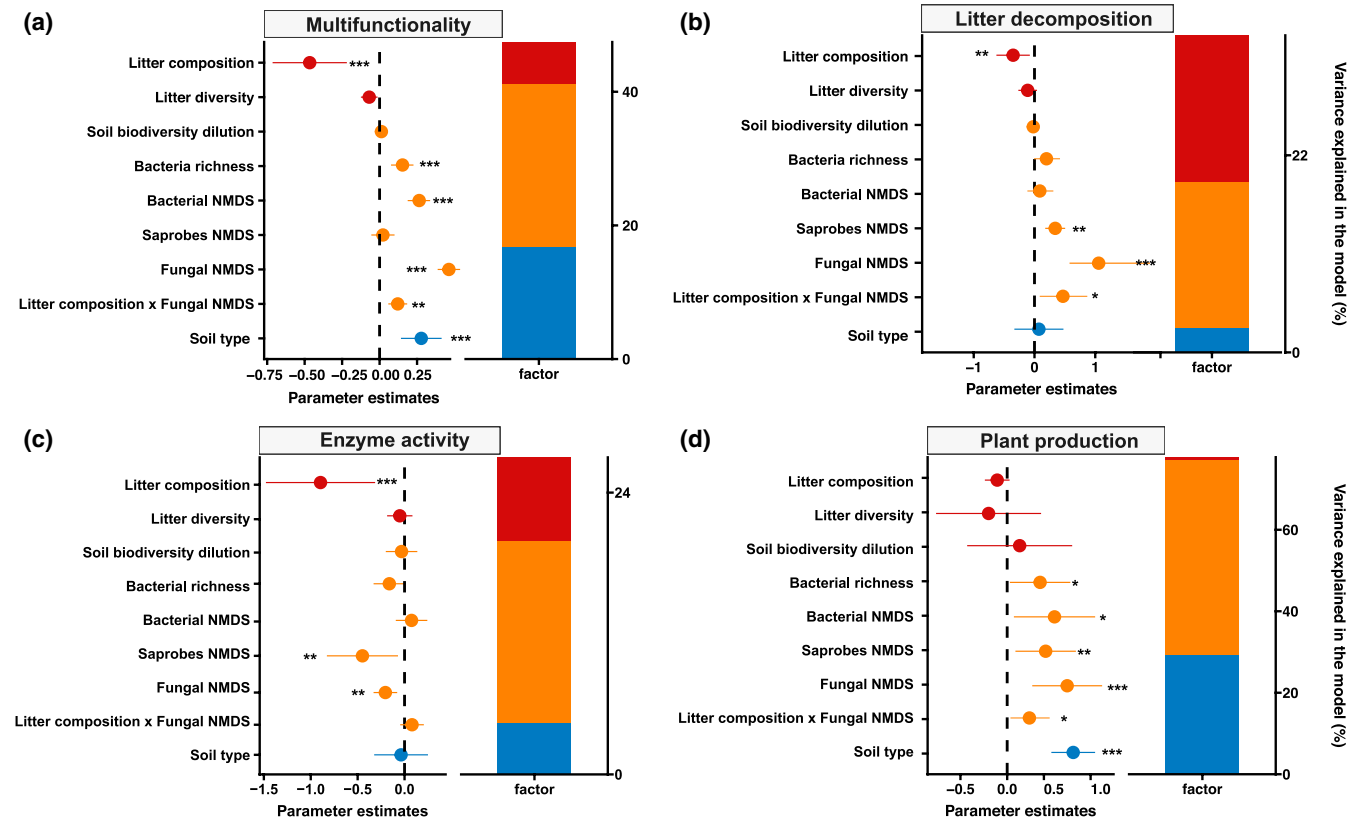 (a)
Multifunctionality
Litter composition
***
Litter diversity
Soil biodiversity dilution
Bacteria richness
***
Bacterial NMDS
***
Saprobes NMDS
Fungal NMDS
***
Litter composition x Fungal NMDS
**
Soil type
***
40
20
0
−0.75
−0.50
−0.25
0.00
0.25
factor
Parameter estimates
(b)
Litter decomposition
Litter composition
**
Litter diversity
Soil biodiversity dilution
Bacteria richness
Bacterial NMDS
Saprobes NMDS
**
Fungal NMDS
***
Litter composition x Fungal NMDS
*
Soil type
22
0
Variance explained in the model (%)
−1
0
1
factor
Parameter estimates
(c)
Enzyme activity
Litter composition
***
Litter diversity
Soil biodiversity dilution
Bacterial richness
Bacterial NMDS
Saprobes NMDS
**
Fungal NMDS
**
Litter composition x Fungal NMDS
Soil type
24
0
−1.5
−1.0
−0.5
0.0
factor
Parameter estimates
(d)
Plant production
Litter composition
Litter diversity
Soil biodiversity dilution
Bacterial richness
*
Bacterial NMDS
*
Saprobes NMDS
**
Fungal NMDS
***
Litter composition x Fungal NMDS
*
Soil type
***
60
40
20
0
Variance explained in the model (%)
−0.5
0.0
0.5
1.0
factor
Parameter estimates